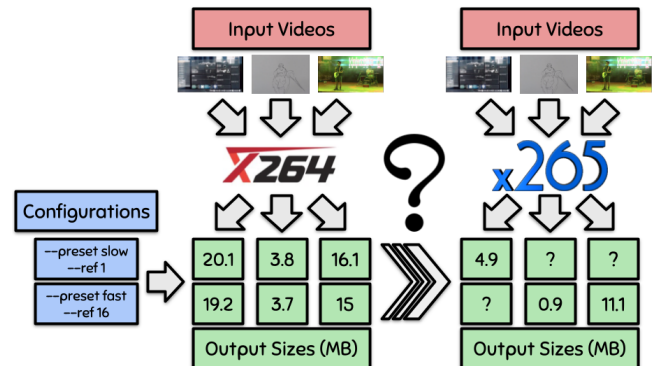 Input Videos
Input Videos
X264
?
x265
Configurations
--preset slow
--ref 1
--preset fast
--ref 16
20.1 3.8 16.1
19.2 3.7 15
Output Sizes (MB)
4.9 ? ?
? 0.9 11.1
Output Sizes (MB)